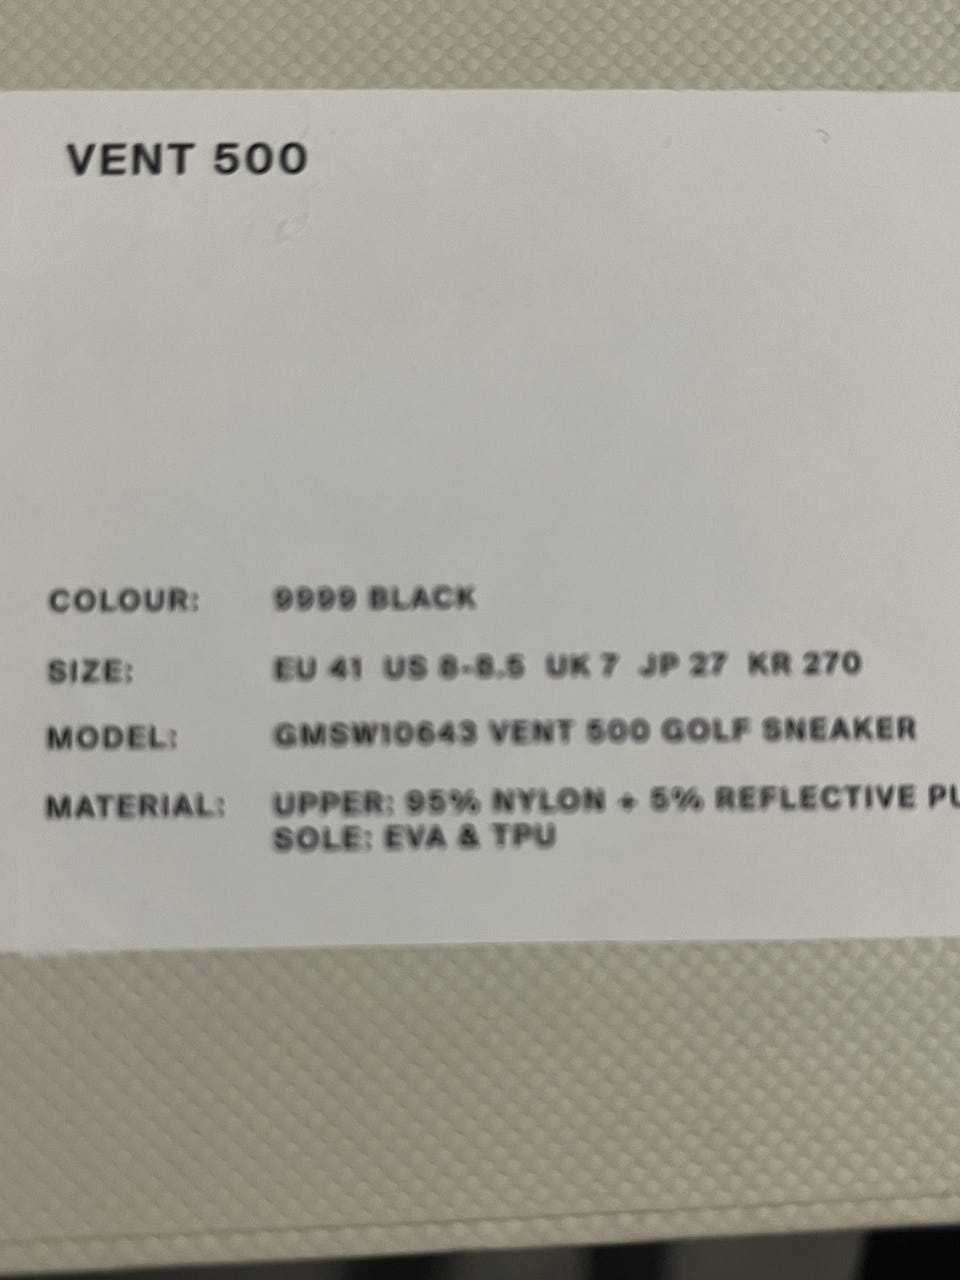 VENT 500
COLOUR: 9999 BLACK
SIZE: EU 41 US 8-8.5 UK 7 JP 27 KR 270
MODEL: GMSW10643 VENT 500 GOLF SNEAKER
MATERIAL: UPPER: 95% NYLON + 5% REFLECTIVE PU
SOLE: EVA & TPU